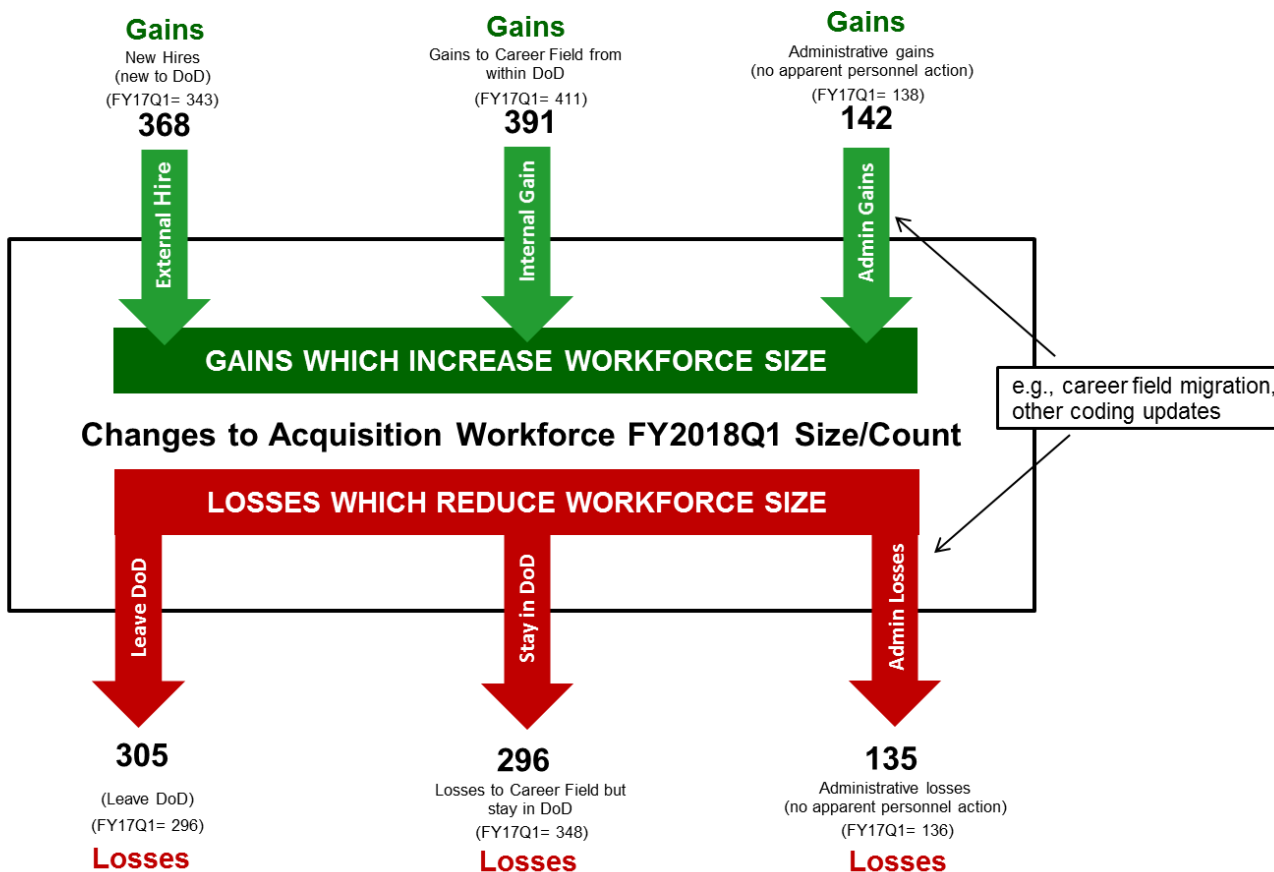 Gains
New Hires
(new to DoD)
(FY17Q1= 343)
368
Gains
Gains to Career Field from
within DoD
(FY17Q1= 411)
391
Gains
Administrative gains
(no apparent personnel action)
(FY17Q1= 138)
142
External Hire
Internal Gain
Admin Gains
GAINS WHICH INCREASE WORKFORCE SIZE
e.g., career field migration,
other coding updates
Changes to Acquisition Workforce FY2018Q1 Size/Count
LOSSES WHICH REDUCE WORKFORCE SIZE
Leave DoD
Stay in DoD
Admin Losses
305
(Leave DoD)
(FY17Q1= 296)
Losses
296
Losses to Career Field but
stay in DoD
(FY17Q1= 348)
Losses
135
Administrative losses
(no apparent personnel action)
(FY17Q1= 136)
Losses